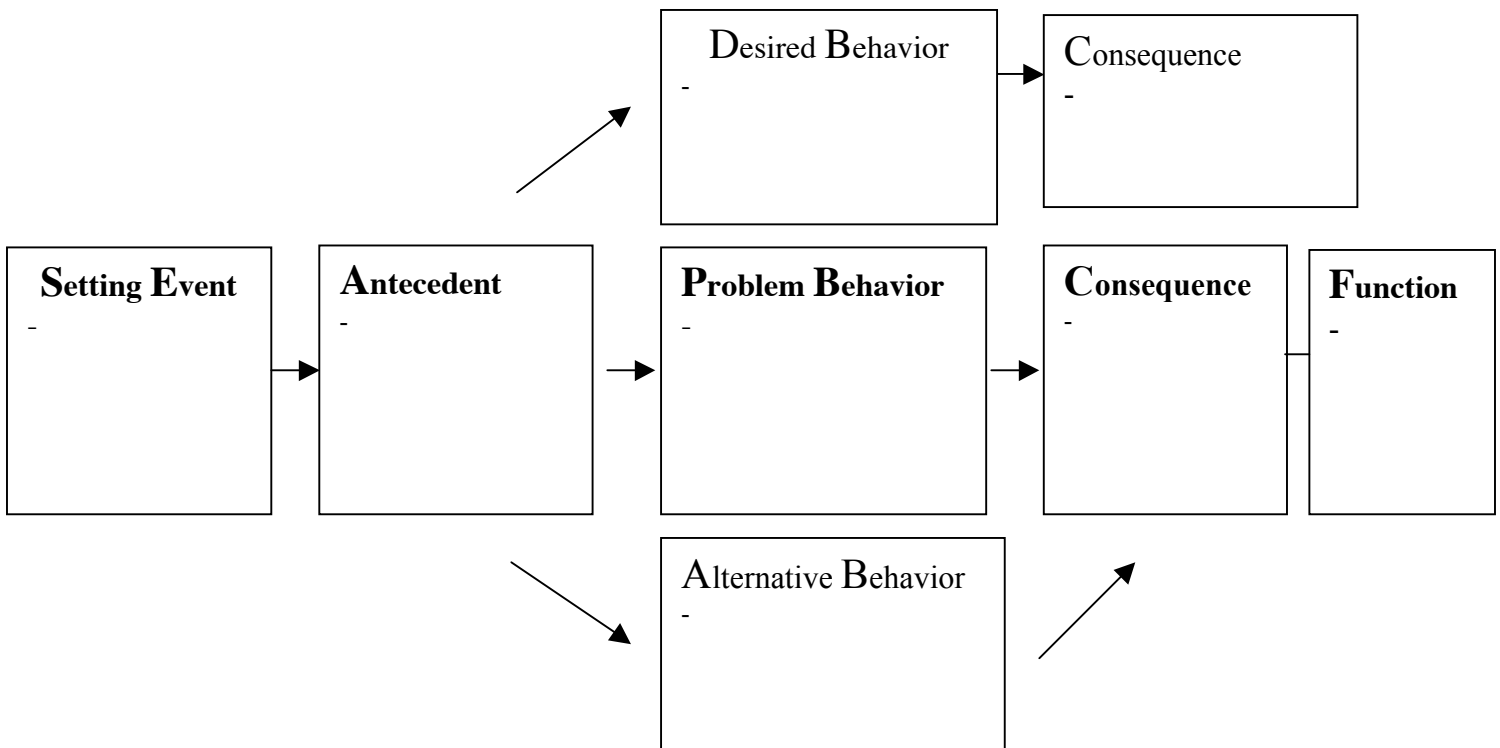 Desired Behavior
-
Consequence
-
Setting Event
-
Antecedent
-
Problem Behavior
-
Consequence
-
Function
-
Alternative Behavior
-